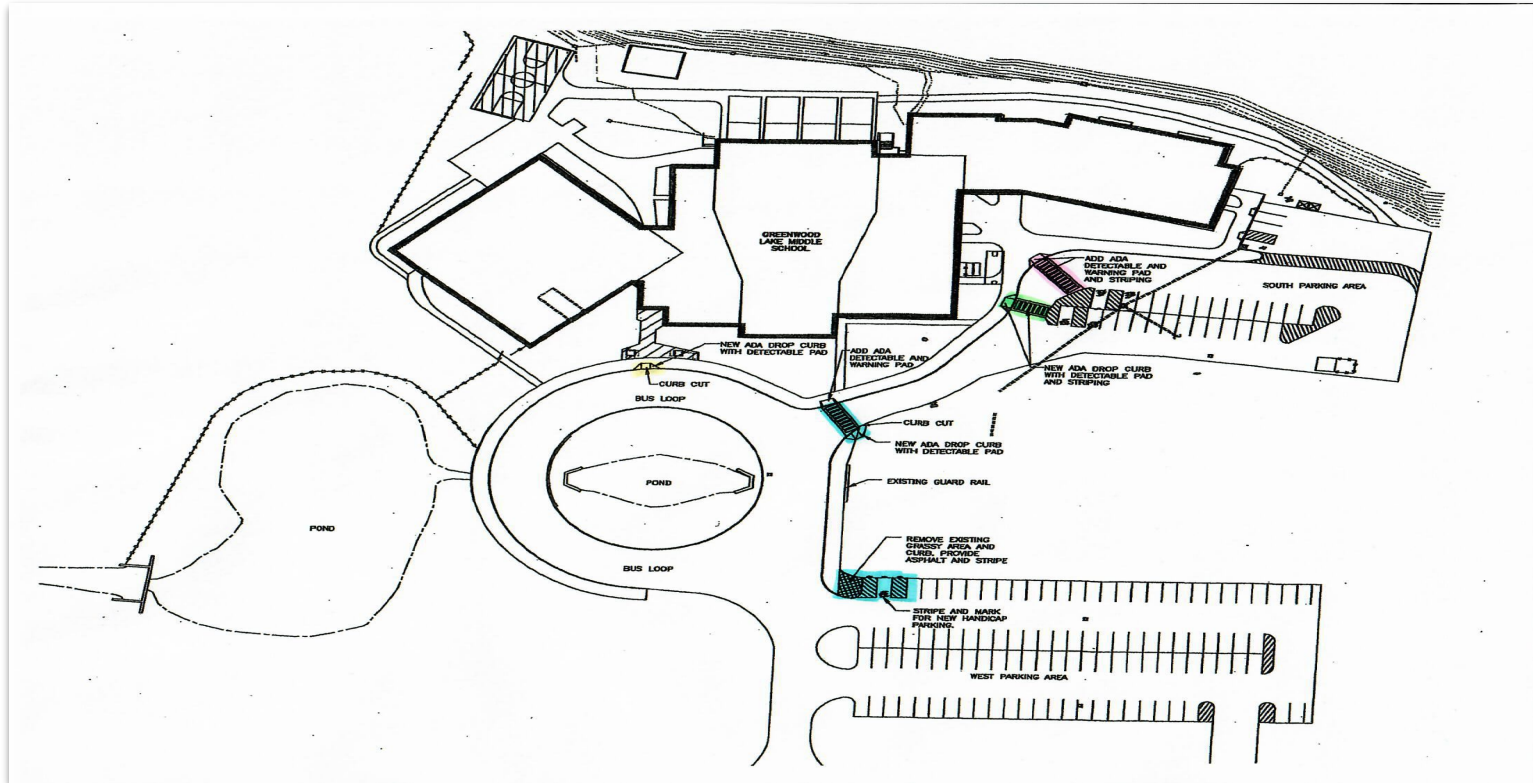 GREENWOOD
LAKE MIDDLE
SCHOOL
ADD ADA
DETECTABLE AND
WARNING PAD
AND STRIPING
SOUTH PARKING AREA
NEW ADA DROP CURB
WITH DETECTABLE PAD
CURB CUT
BUS LOOP
ADD ADA
DETECTABLE AND
WARNING PAD
NEW ADA DROP CURB
WITH DETECTABLE PAD
AND STRIPING
CURB CUT
NEW ADA DROP CURB
WITH DETECTABLE PAD
POND
EXISTING GUARD RAIL
POND
REMOVE EXISTING
GRASSY AREA AND
CURB. PROVIDE
ASPHALT AND STRIPE
BUS LOOP
STRIPE AND MARK
FOR NEW HANDICAP
PARKING.
WEST PARKING AREA